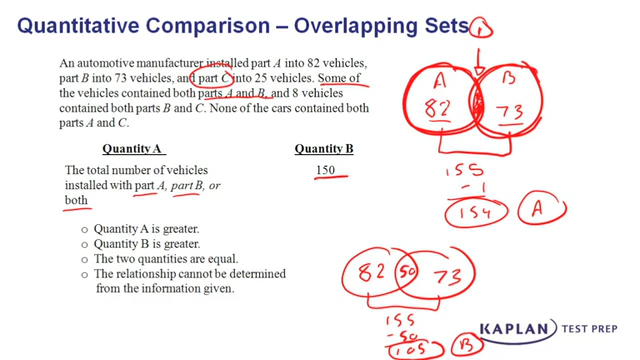 Quantitative Comparison – Overlapping Sets
1
An automotive manufacturer installed part A into 82 vehicles,
part B into 73 vehicles, and part C into 25 vehicles. Some of
the vehicles contained both parts A and B, and 8 vehicles
contained both parts B and C. None of the cars contained both
parts A and C.
Quantity A
Quantity B
The total number of vehicles
installed with part A, part B, or
both
150
Quantity A is greater.
Quantity B is greater.
The two quantities are equal.
The relationship cannot be determined
from the information given.
A B
82 73
155
- 1
154 A
82 50 73
155
- 50
105 B
KAPLAN TEST PREP